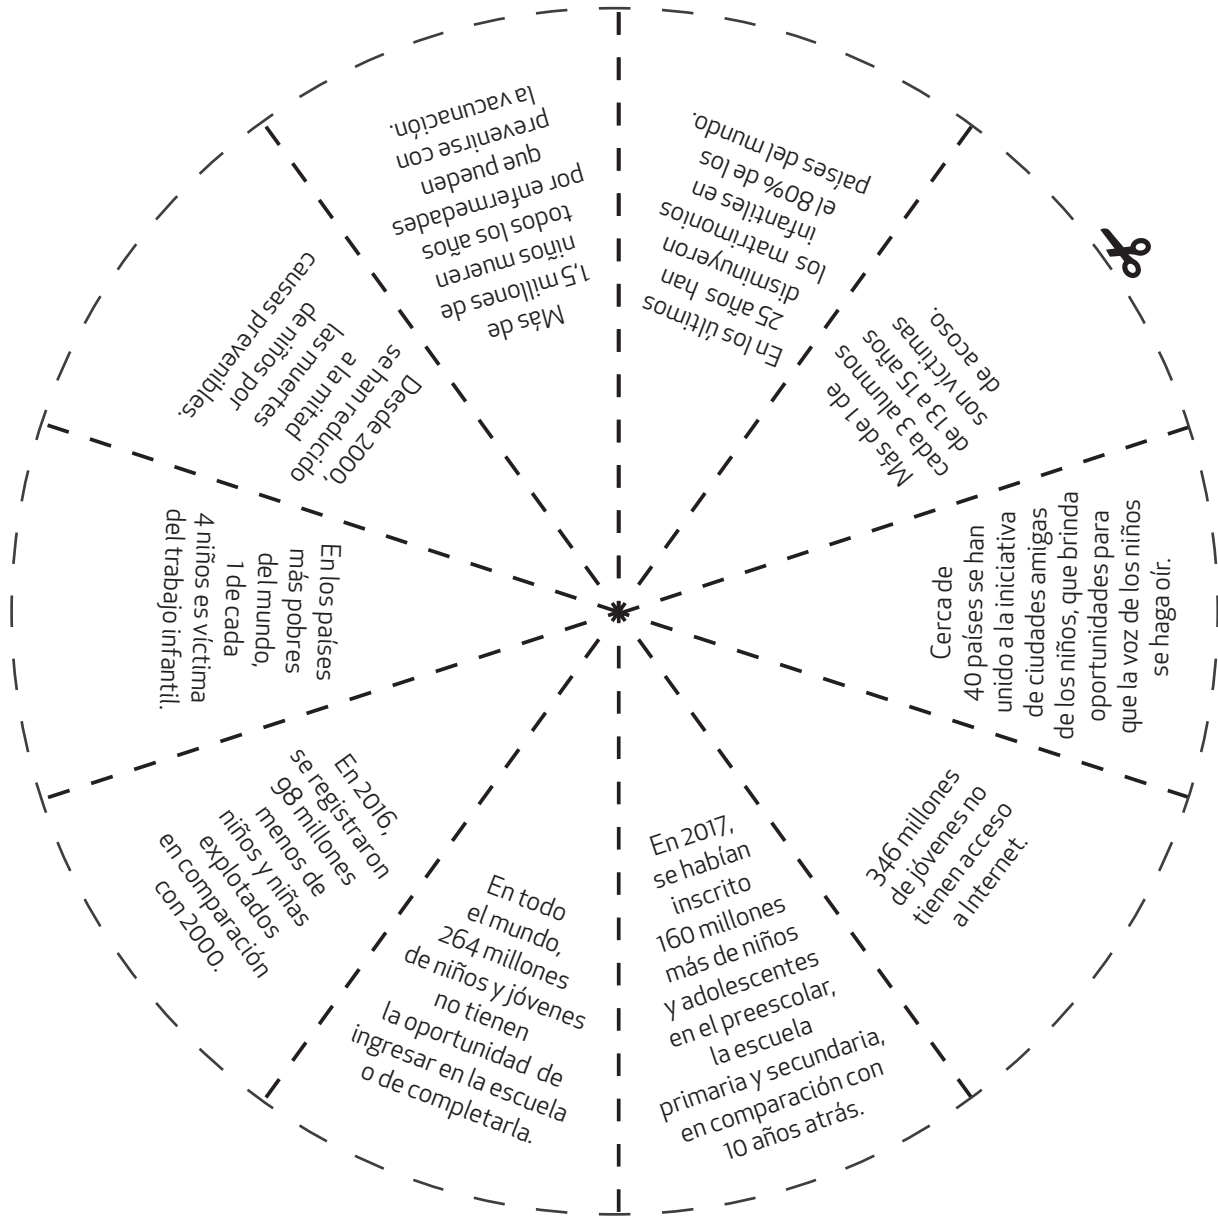 En los últimos
25 años han
disminuyeron
los matrimonios
infantiles en
el 80% de los
países del mundo.
Más de 1 de
cada 3 alumnos
de 13 a 15 años
son víctimas
de acoso.
Cerca de
40 países se han
unido a la iniciativa
de ciudades amigas
de los niños, que brinda
oportunidades para
que la voz de los niños
se haga oír.
346 millones
de jóvenes no
tienen acceso
a Internet.
En 2017,
se habían
inscrito
160 millones
más de niños
y adolescentes
en el preescolar,
la escuela
primaria y secundaria,
en comparación con
10 años atrás.
En todo
el mundo,
264 millones
de niños y jóvenes
no tienen
la oportunidad de
ingresar en la escuela
o de completarla.
En 2016,
se registraron
98 millones
menos de
niños y niñas
explotados
en comparación
con 2000.
En los países
más pobres
del mundo,
1 de cada
4 niños es víctima
del trabajo infantil.
Desde 2000,
se han reducido
a la mitad
las muertes
de niños por
causas prevenibles.
Más de
1,5 millones de
niños mueren
todos los años
por enfermedades
que pueden
prevenirse con
la vacunación.